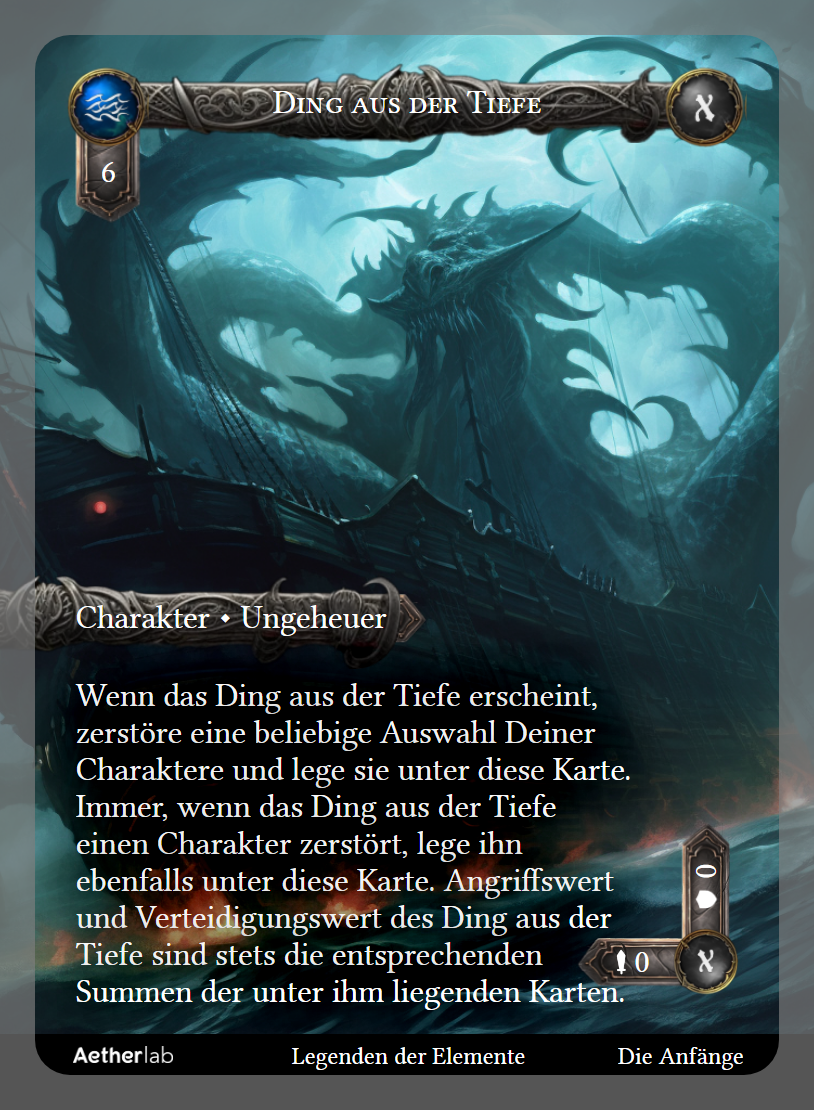 Ding aus der Tiefe
6
Charakter • Ungeheuer
Wenn das Ding aus der Tiefe erscheint,
zerstöre eine beliebige Auswahl Deiner
Charaktere und lege sie unter diese Karte.
Immer, wenn das Ding aus der Tiefe
einen Charakter zerstört, lege ihn
ebenfalls unter diese Karte. Angriffswert
und Verteidigungswert des Ding aus der
Tiefe sind stets die entsprechenden
Summen der unter ihm liegenden Karten.
0
0
Aetherlab
Legenden der Elemente
Die Anfänge